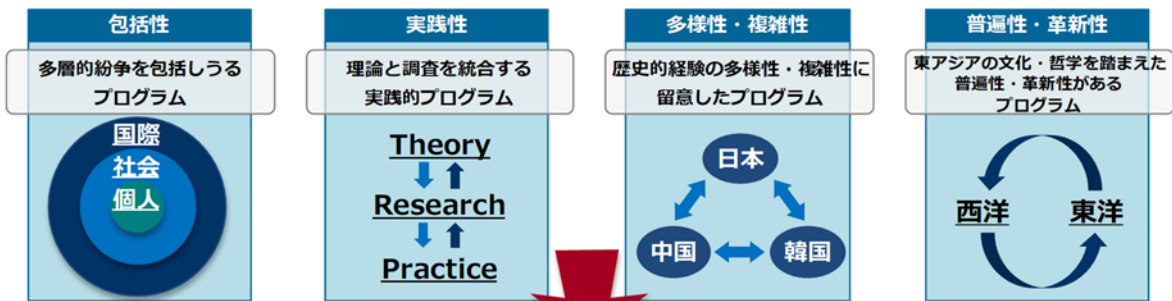 包括性
多層的紛争を包括しうる
プログラム
国際
社会
個人
実践性
理論と調査を統合する
実践的プログラム
Theory
Research
Practice
多様性・複雑性
歴史的経験の多様性・複雑性に
留意したプログラム
日本
中国
韓国
普遍性・革新性
東アジアの文化・哲学を踏まえた
普遍性・革新性がある
プログラム
西洋
東洋